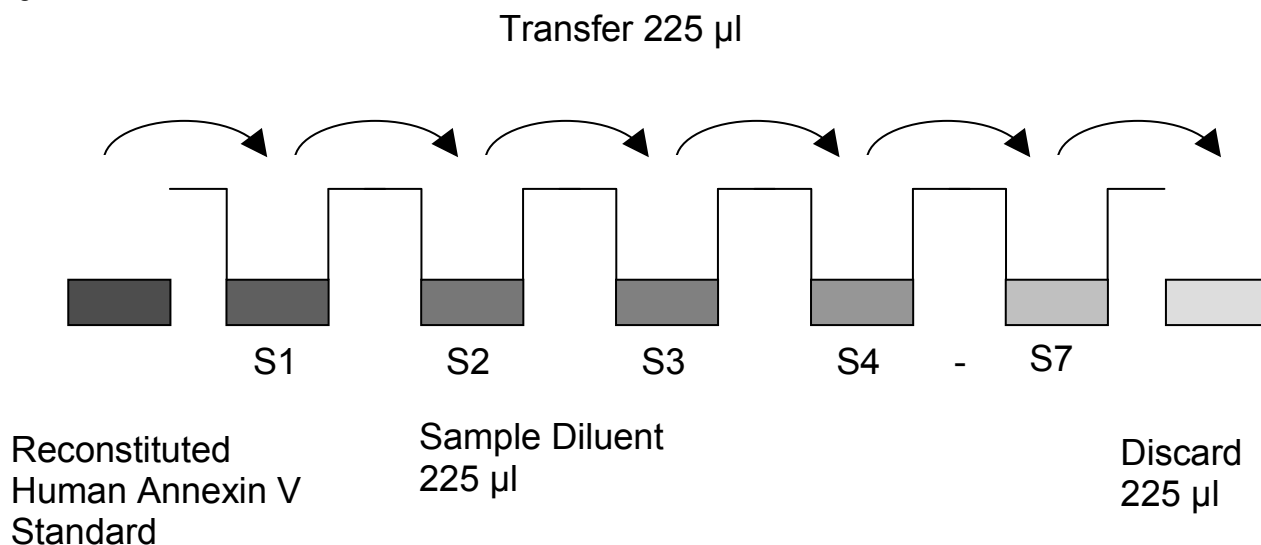 Transfer 225 µl
S1 S2 S3 S4 - S7
Reconstituted
Human Annexin V
Standard
Sample Diluent
225 µl
Discard
225 µl